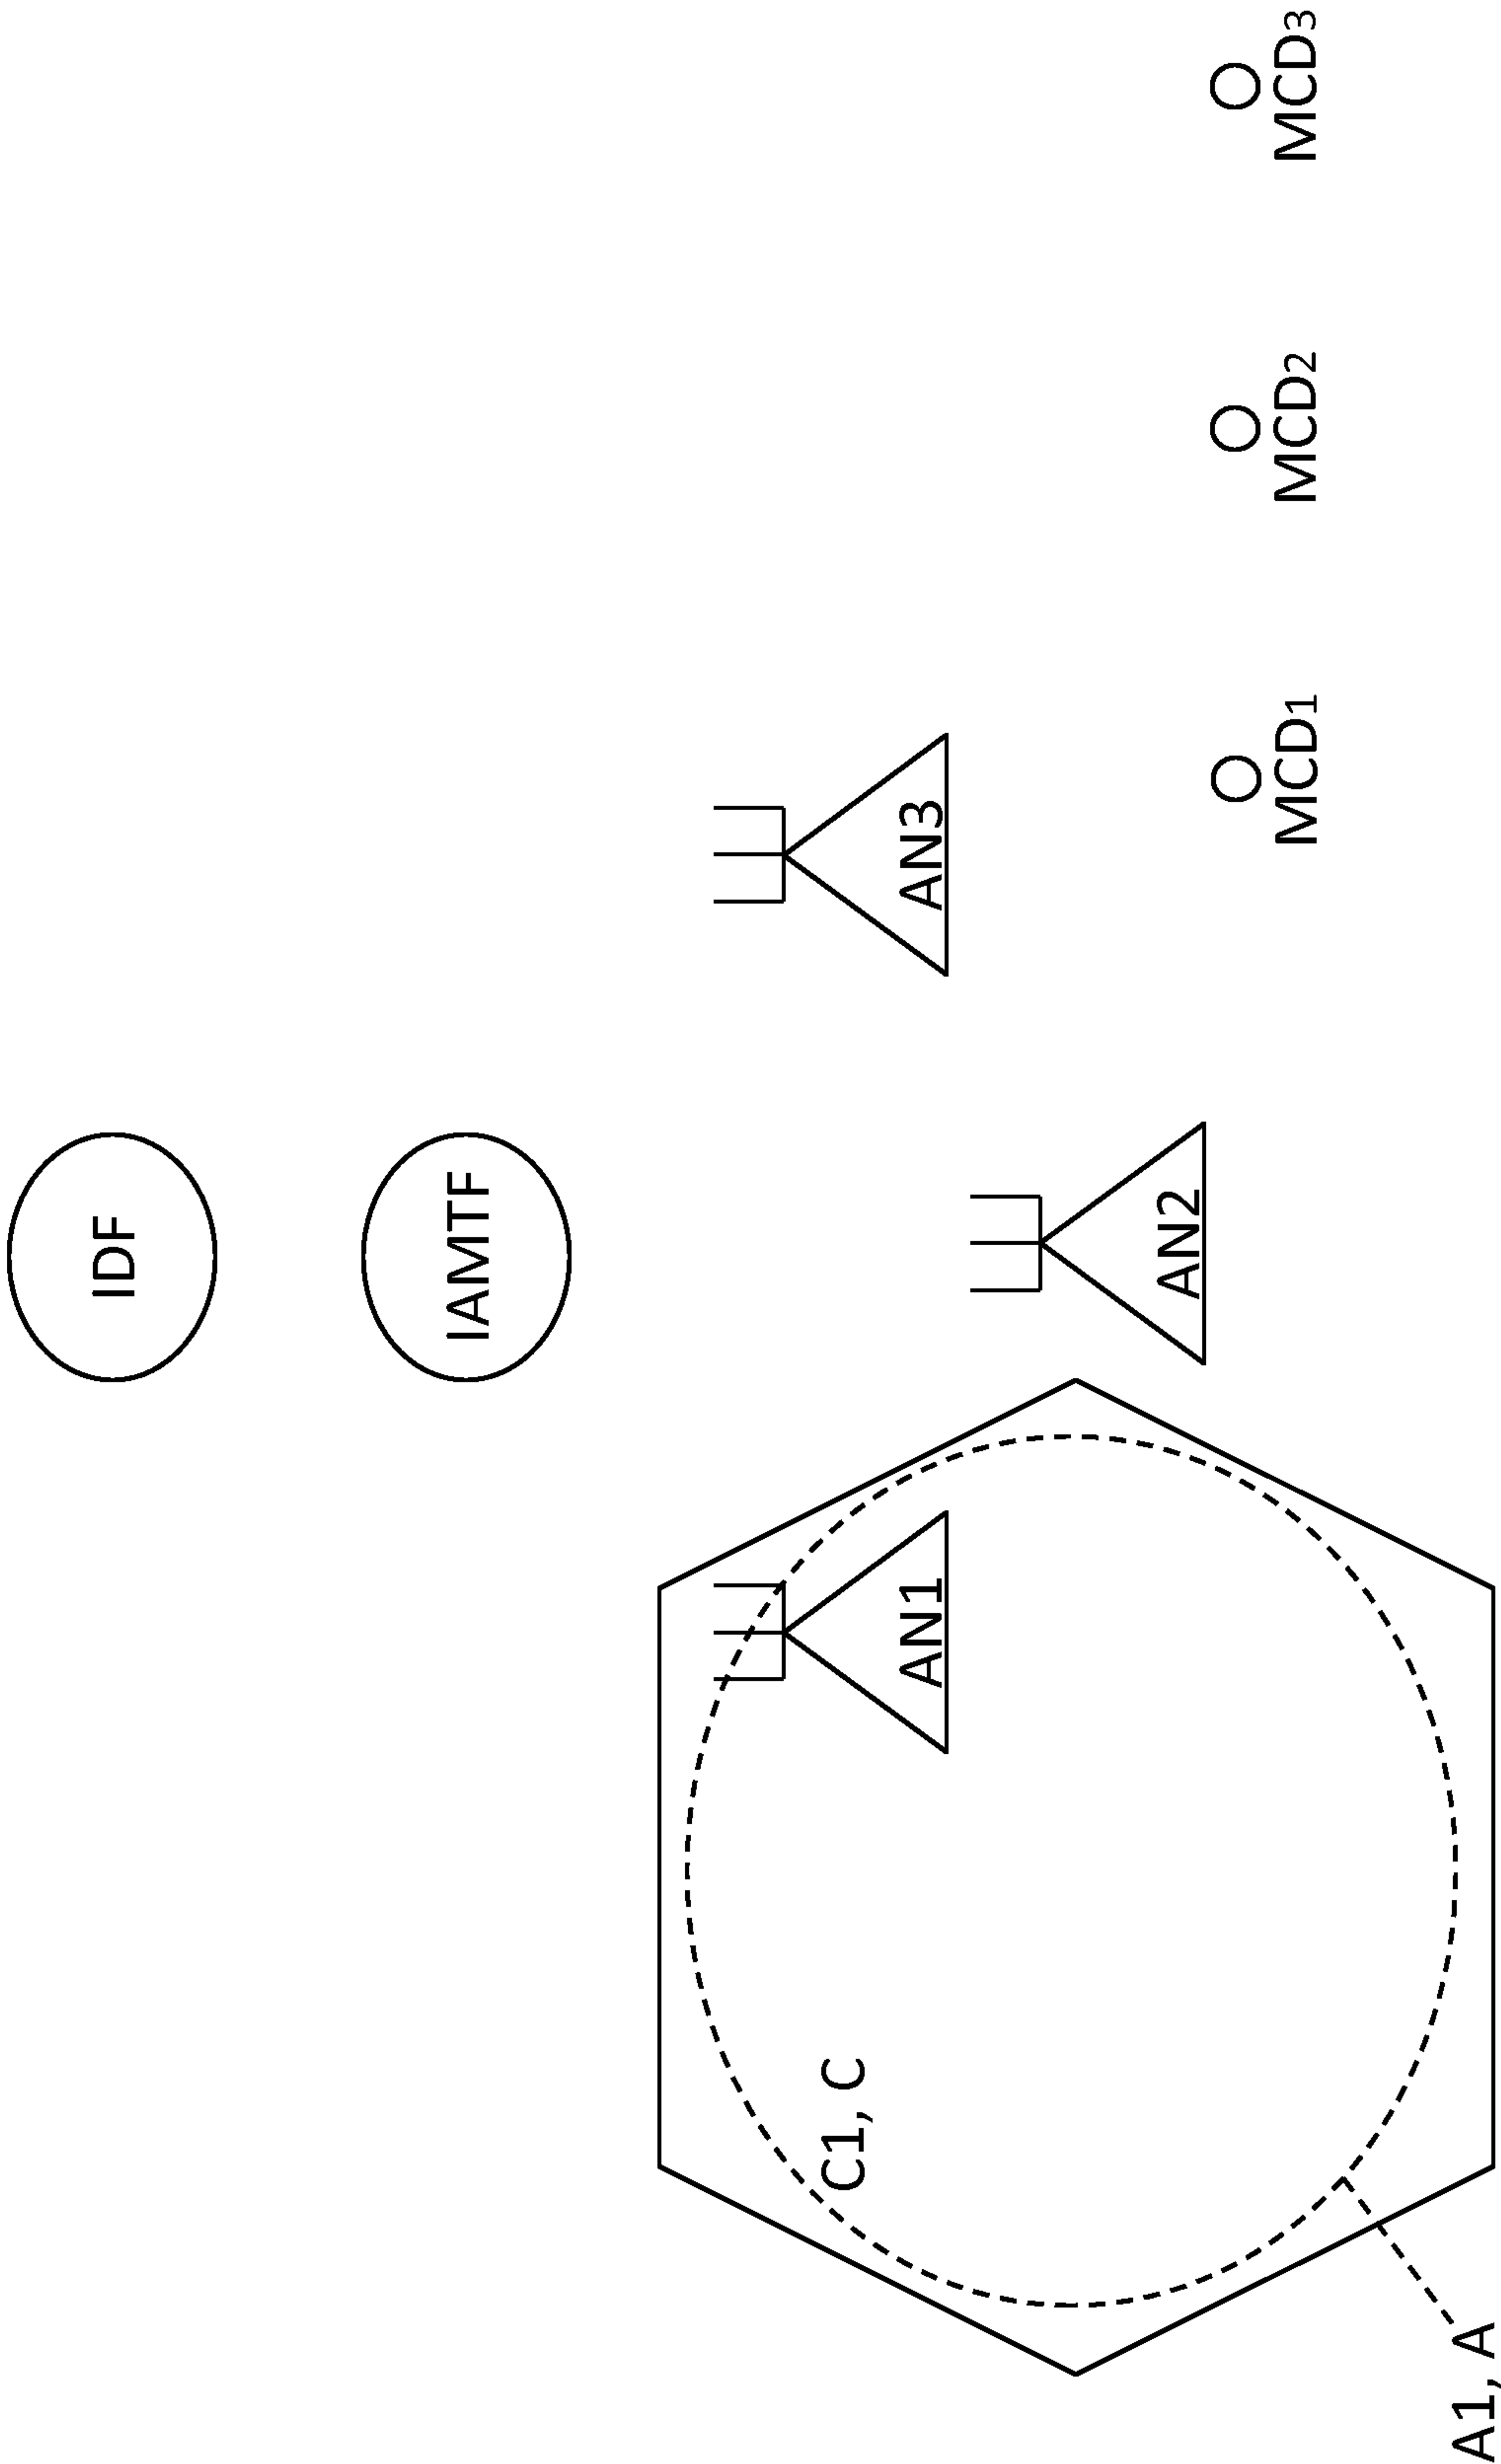 IDF
IAMTF
C1, C
AN1
AN3
AN2
MCD1
MCD2
MCD3
A1, A